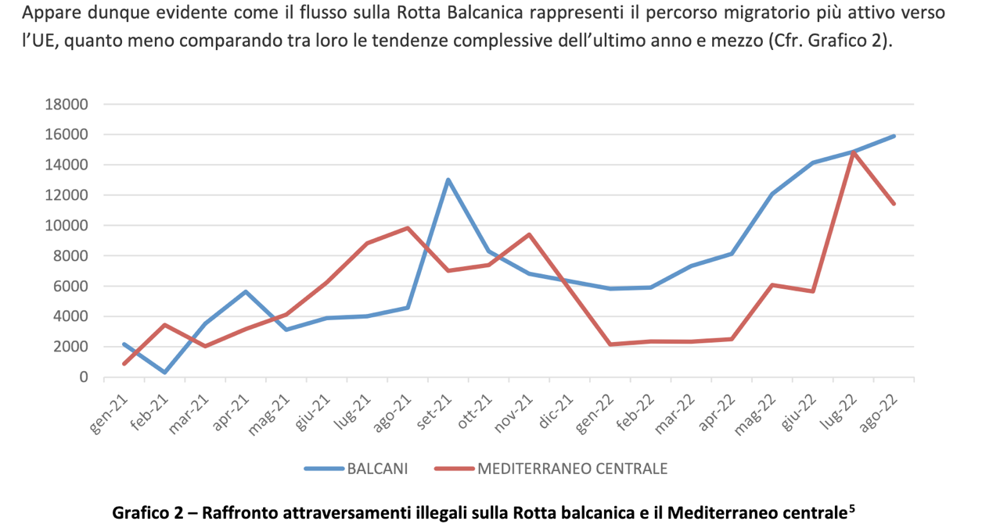 Appare dunque evidente come il flusso sulla Rotta Balcanica rappresenti il percorso migratorio più attivo verso
l’UE, quanto meno comparando tra loro le tendenze complessive dell’ultimo anno e mezzo (Cfr. Grafico 2).
18000
16000
14000
12000
10000
8000
6000
4000
2000
0
gen-21
feb-21
mar-21
apr-21
mag-21
giu-21
lug-21
ago-21
set-21
ott-21
nov-21
dic-21
gen-22
feb-22
mar-22
apr-22
mag-22
giu-22
lug-22
ago-22
BALCANI
MEDITERRANEO CENTRALE
Grafico 2 – Raffronto attraversamenti illegali sulla Rotta balcanica e il Mediterraneo centrale⁵